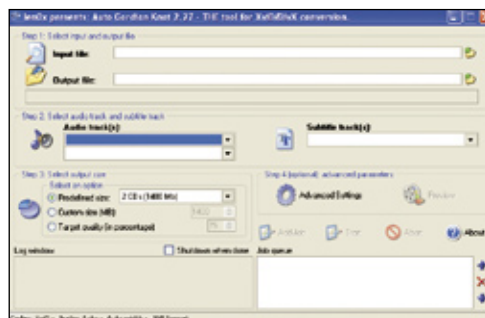 len0x presents: Auto Gordian Knot 2.27 - THE tool for XviD/DivX conversion.
Step 1: Select input and output file
Input file:
Output file:
Step 2: Select audio track and subtitle track
Audio track(s):
Subtitle track(s):
Step 3: Select output size
Select an option
Predefined size:
2 CDs (1400 Mb)
Custom size (MB):
1400
Target quality (in percentage)
75
Step 4 (optional): advanced parameters
Advanced Settings
Preview
Add Job
Start
Abort
About
Log window
Shutdown when done
Job queue